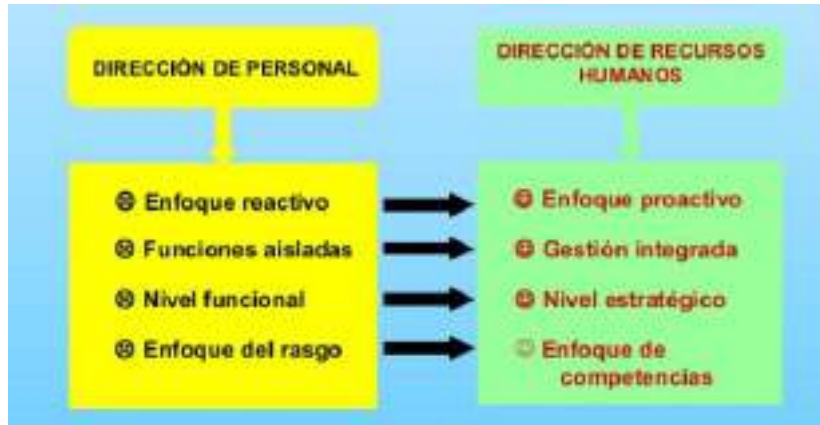 DIRECCIÓN DE PERSONAL
DIRECCIÓN DE RECURSOS
HUMANOS
☹ Enfoque reactivo
☹ Funciones aisladas
☹ Nivel funcional
☹ Enfoque del rasgo
☺ Enfoque proactivo
☺ Gestión integrada
☺ Nivel estratégico
☺ Enfoque de
competencias